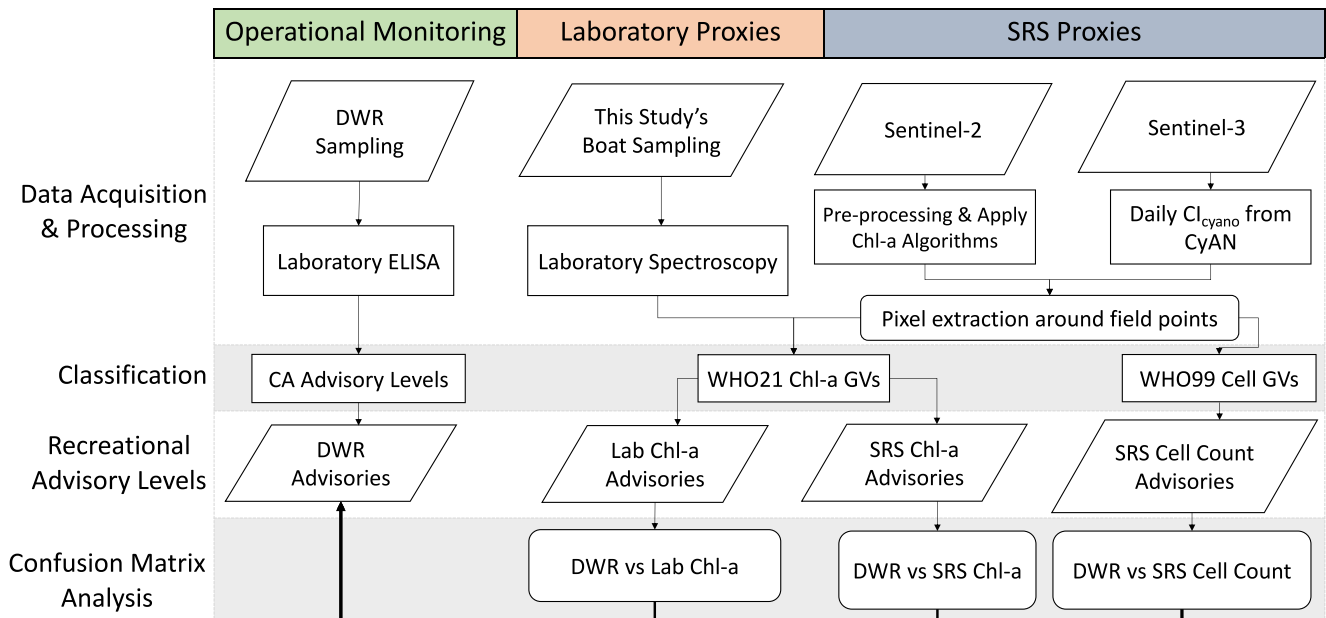 Operational Monitoring
Laboratory Proxies
SRS Proxies
Data Acquisition
& Processing
DWR
Sampling
This Study's
Boat Sampling
Sentinel-2
Sentinel-3
Laboratory ELISA
Laboratory Spectroscopy
Pre-processing & Apply
Chl-a Algorithms
Daily CIcyano from
CyAN
Pixel extraction around field points
Classification
CA Advisory Levels
WHO21 Chl-a GVs
WHO99 Cell GVs
Recreational
Advisory Levels
DWR
Advisories
Lab Chl-a
Advisories
SRS Chl-a
Advisories
SRS Cell Count
Advisories
Confusion Matrix
Analysis
DWR vs Lab Chl-a
DWR vs SRS Chl-a
DWR vs SRS Cell Count